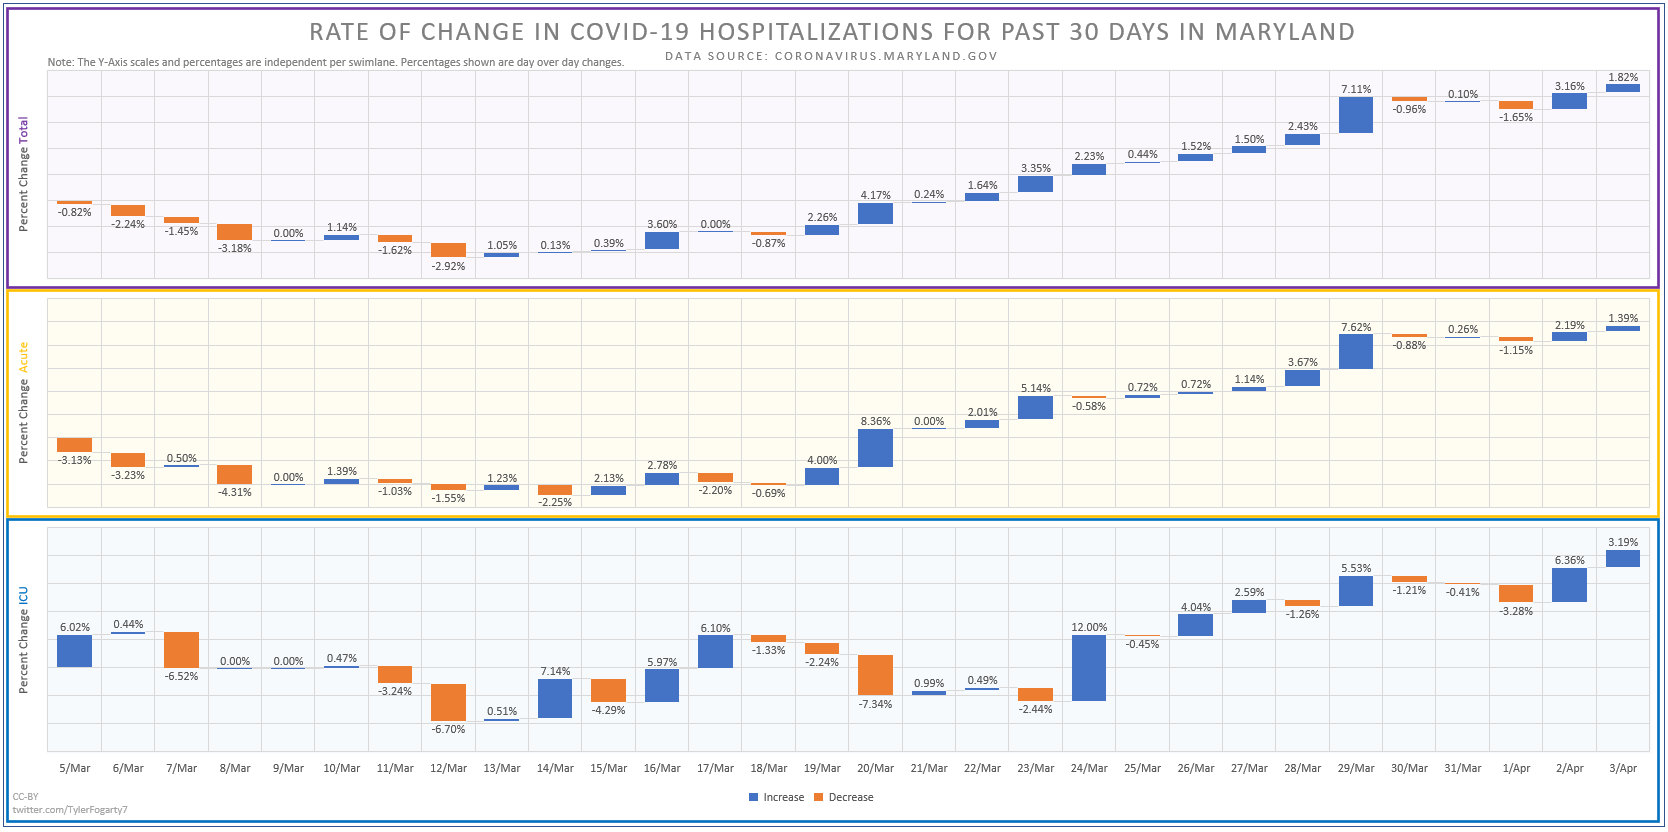 RATE OF CHANGE IN COVID-19 HOSPITALIZATIONS FOR PAST 30 DAYS IN MARYLAND
DATA SOURCE: CORONAVIRUS.MARYLAND.GOV
Note: The Y-Axis scales and percentages are independent per swimlane. Percentages shown are day over day changes.
Percent Change Total
-0.82% -2.24% -1.45% -3.18% 0.00% 1.14% -1.62% -2.92% 1.05% 0.13% 0.39% 3.60% 0.00% -0.87% 2.26% 4.17% 0.24% 1.64% 3.35% 2.23% 0.44% 1.52% 1.50% 2.43% 7.11% -0.96% 0.10% -1.65% 3.16% 1.82%
Percent Change Acute
-3.13% -3.23% 0.50% -4.31% 0.00% 1.39% -1.03% -1.55% 1.23% -2.25% 2.13% 2.78% -2.20% -0.69% 4.00% 8.36% 0.00% 2.01% 5.14% -0.58% 0.72% 0.72% 1.14% 3.67% 7.62% -0.88% 0.26% -1.15% 2.19% 1.39%
Percent Change ICU
6.02% 0.44% -6.52% 0.00% 0.00% 0.47% -3.24% -6.70% 0.51% 7.14% -4.29% 5.97% 6.10% -1.33% -2.24% -7.34% 0.99% 0.49% -2.44% 12.00% -0.45% 4.04% 2.59% -1.26% 5.53% -1.21% -0.41% -3.28% 6.36% 3.19%
5/Mar 6/Mar 7/Mar 8/Mar 9/Mar 10/Mar 11/Mar 12/Mar 13/Mar 14/Mar 15/Mar 16/Mar 17/Mar 18/Mar 19/Mar 20/Mar 21/Mar 22/Mar 23/Mar 24/Mar 25/Mar 26/Mar 27/Mar 28/Mar 29/Mar 30/Mar 31/Mar 1/Apr 2/Apr 3/Apr
Increase Decrease
CC-BY
twitter.com/TylerFogarty7